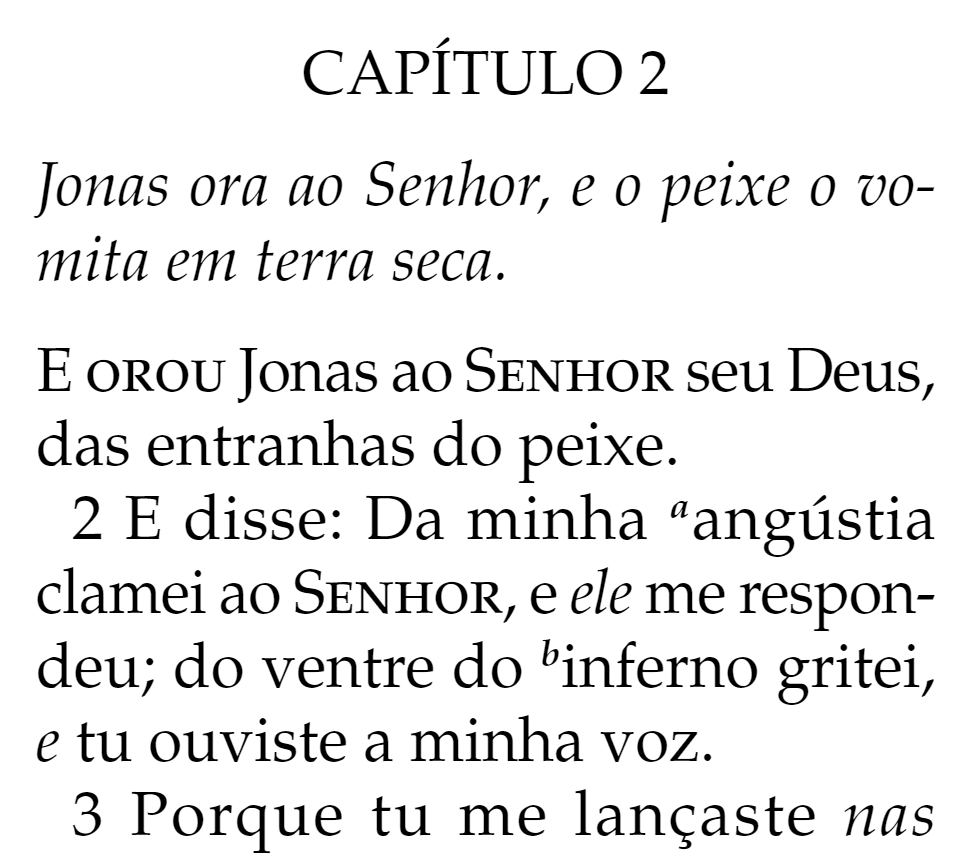 CAPÍTULO 2
Jonas ora ao Senhor, e o peixe o vo-
mita em terra seca.
E OROU Jonas ao SENHOR seu Deus,
das entranhas do peixe.
2 E disse: Da minha ᵃangústia
clamei ao SENHOR, e ele me respon-
deu; do ventre do ᵇinferno gritei,
e tu ouviste a minha voz.
3 Porque tu me lançaste nas